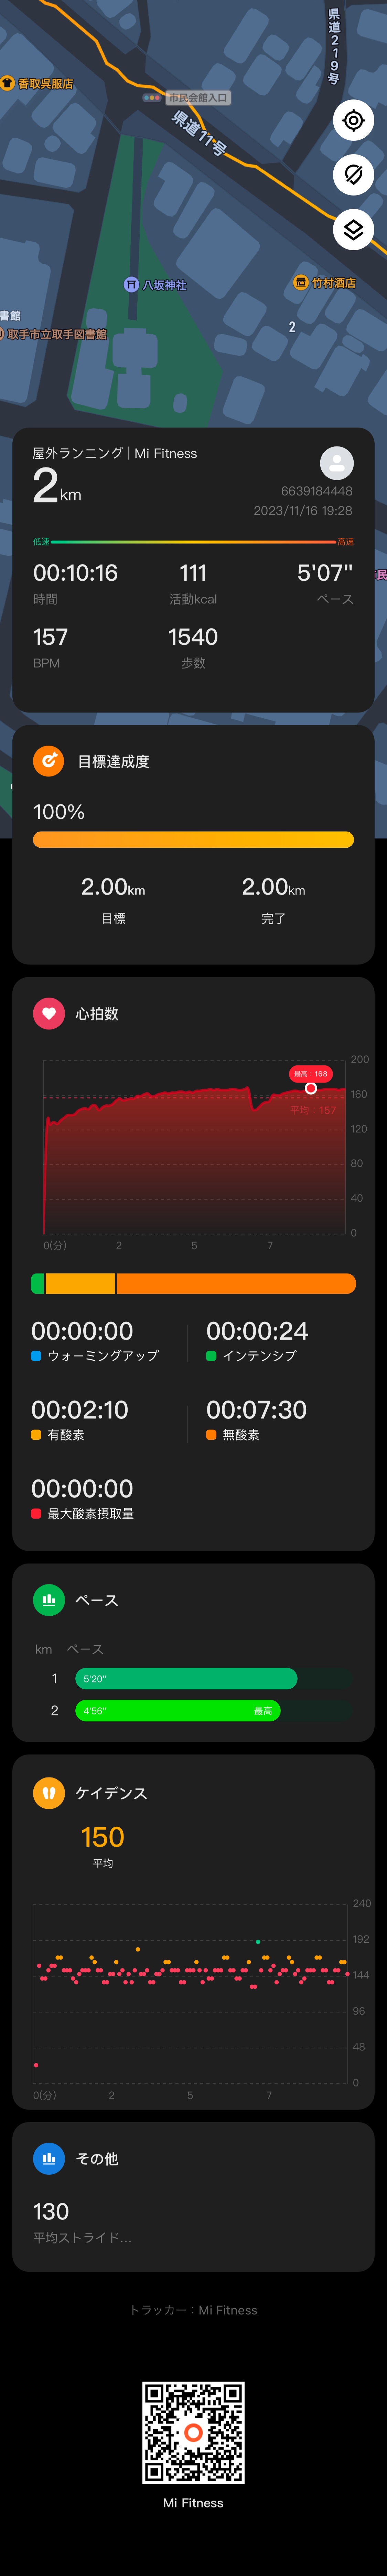 県道219号
香取呉服店
市民会館入口
県道11号
八坂神社
竹村酒店
2
書館
取手市立取手図書館
屋外ランニング | Mi Fitness
2km
6639184448
2023/11/16 19:28
低速
高速
民
00:10:16
111
5'07"
時間
活動kcal
ペース
157
1540
BPM
歩数
目標達成度
100%
2.00km
2.00km
目標
完了
心拍数
200
最高：168
160
平均：157
120
80
40
0
0(分)
2
5
7
00:00:00
00:00:24
ウォーミングアップ
インテンシブ
00:02:10
00:07:30
有酸素
無酸素
00:00:00
最大酸素摂取量
ペース
km ペース
1 5'20"
2 4'56" 最高
ケイデンス
150
平均
240
192
144
96
48
0
0(分)
2
5
7
その他
130
平均ストライド...
トラッカー：Mi Fitness
Mi Fitness